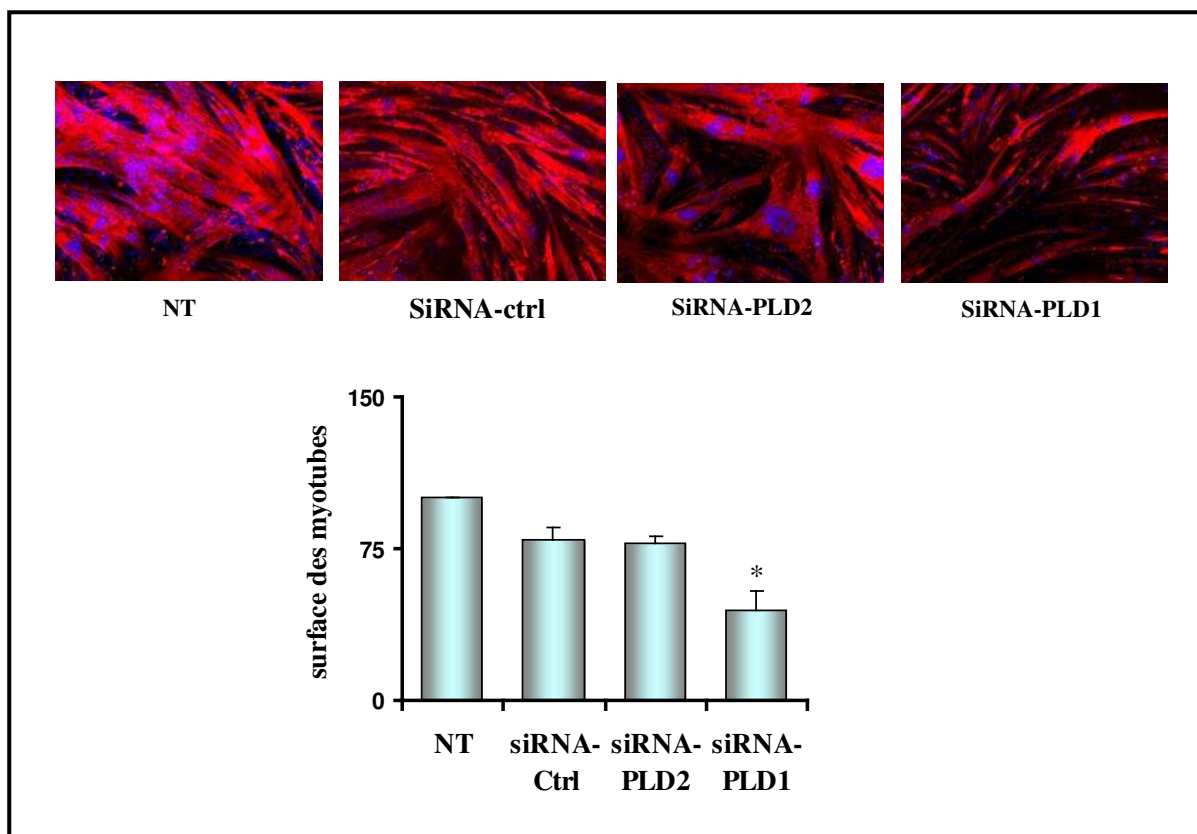 NT
SiRNA-ctrl
SiRNA-PLD2
SiRNA-PLD1
surface des myotubes
150
75
0
*
NT
siRNA-Ctrl
siRNA-PLD2
siRNA-PLD1